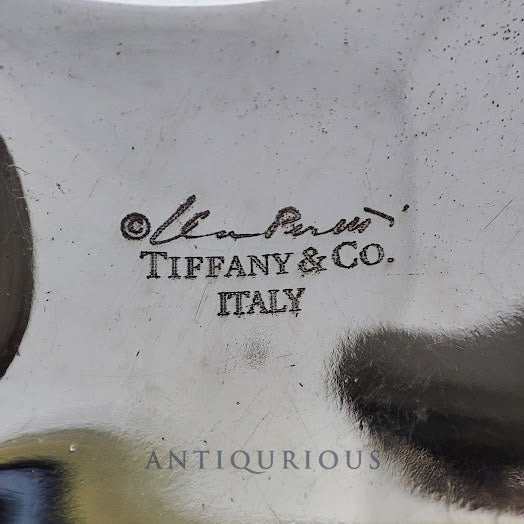 © Elsa Peretti
TIFFANY & CO.
ITALY
ANTIQURIOUS